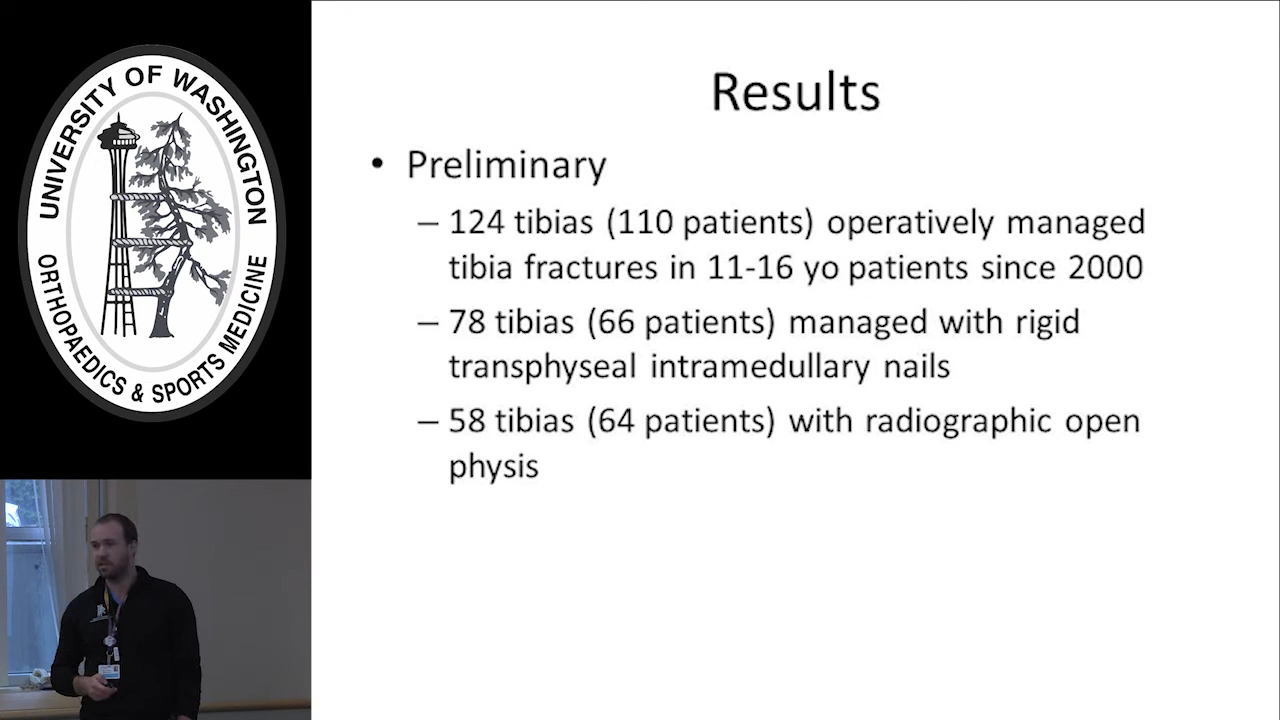 UNIVERSITY OF WASHINGTON
ORTHOPAEDICS & SPORTS MEDICINE
Results
• Preliminary
– 124 tibias (110 patients) operatively managed
tibia fractures in 11-16 yo patients since 2000
– 78 tibias (66 patients) managed with rigid
transphyseal intramedullary nails
– 58 tibias (64 patients) with radiographic open
physis